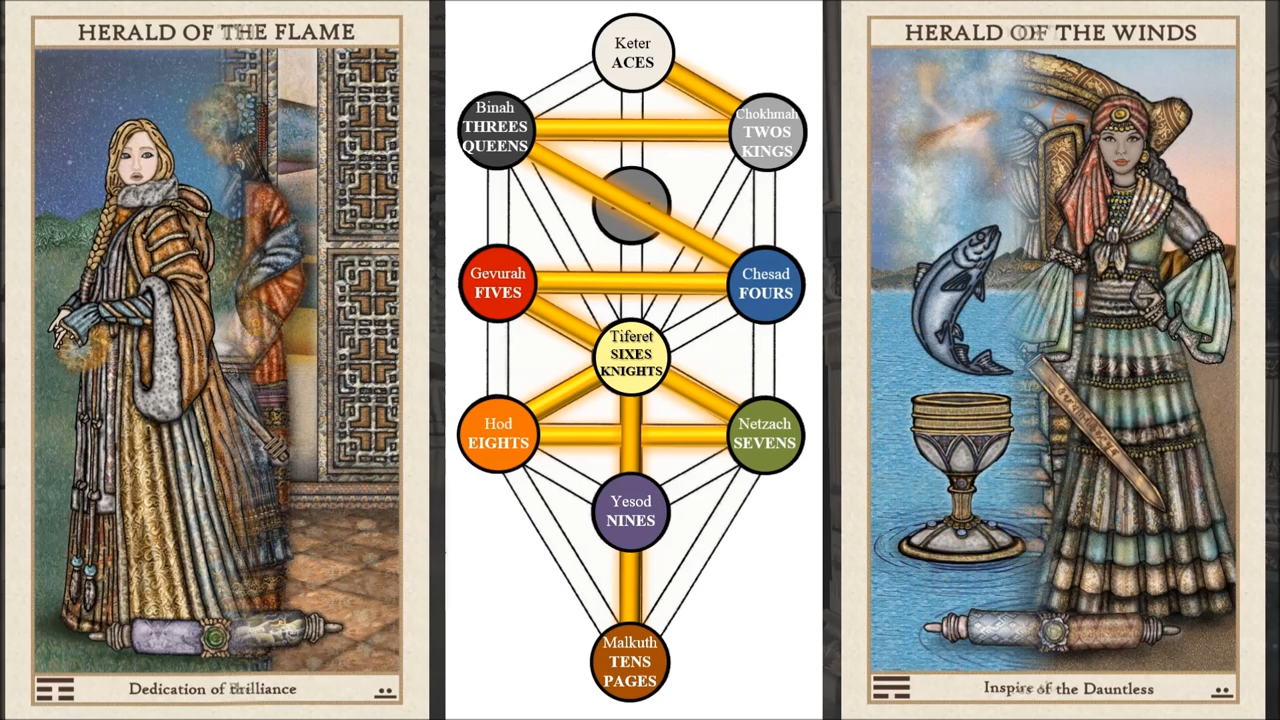 HERALD OF THE FLAME
Dedication of Brilliance
Keter
ACES
Binah
THREES
QUEENS
Chokhmah
TWOS
KINGS
Gevurah
FIVES
Chesad
FOURS
Tiferet
SIXES
KNIGHTS
Hod
EIGHTS
Netzach
SEVENS
Yesod
NINES
Malkuth
TENS
PAGES
HERALD OF THE WINDS
of the Dauntless